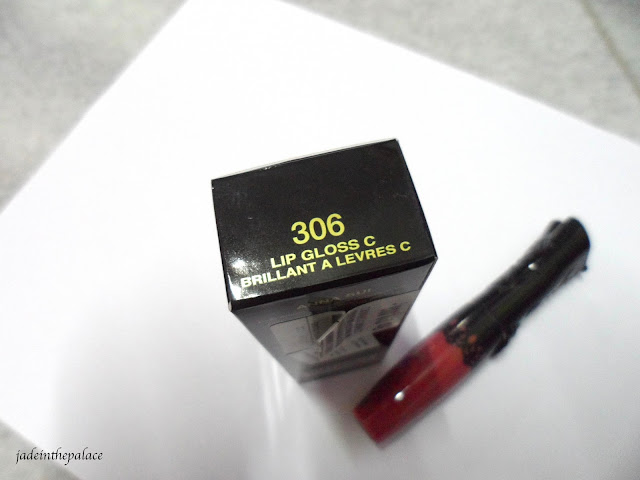 306
LIP GLOSS C
BRILLANT A LEVRES C
jadeinthepalace